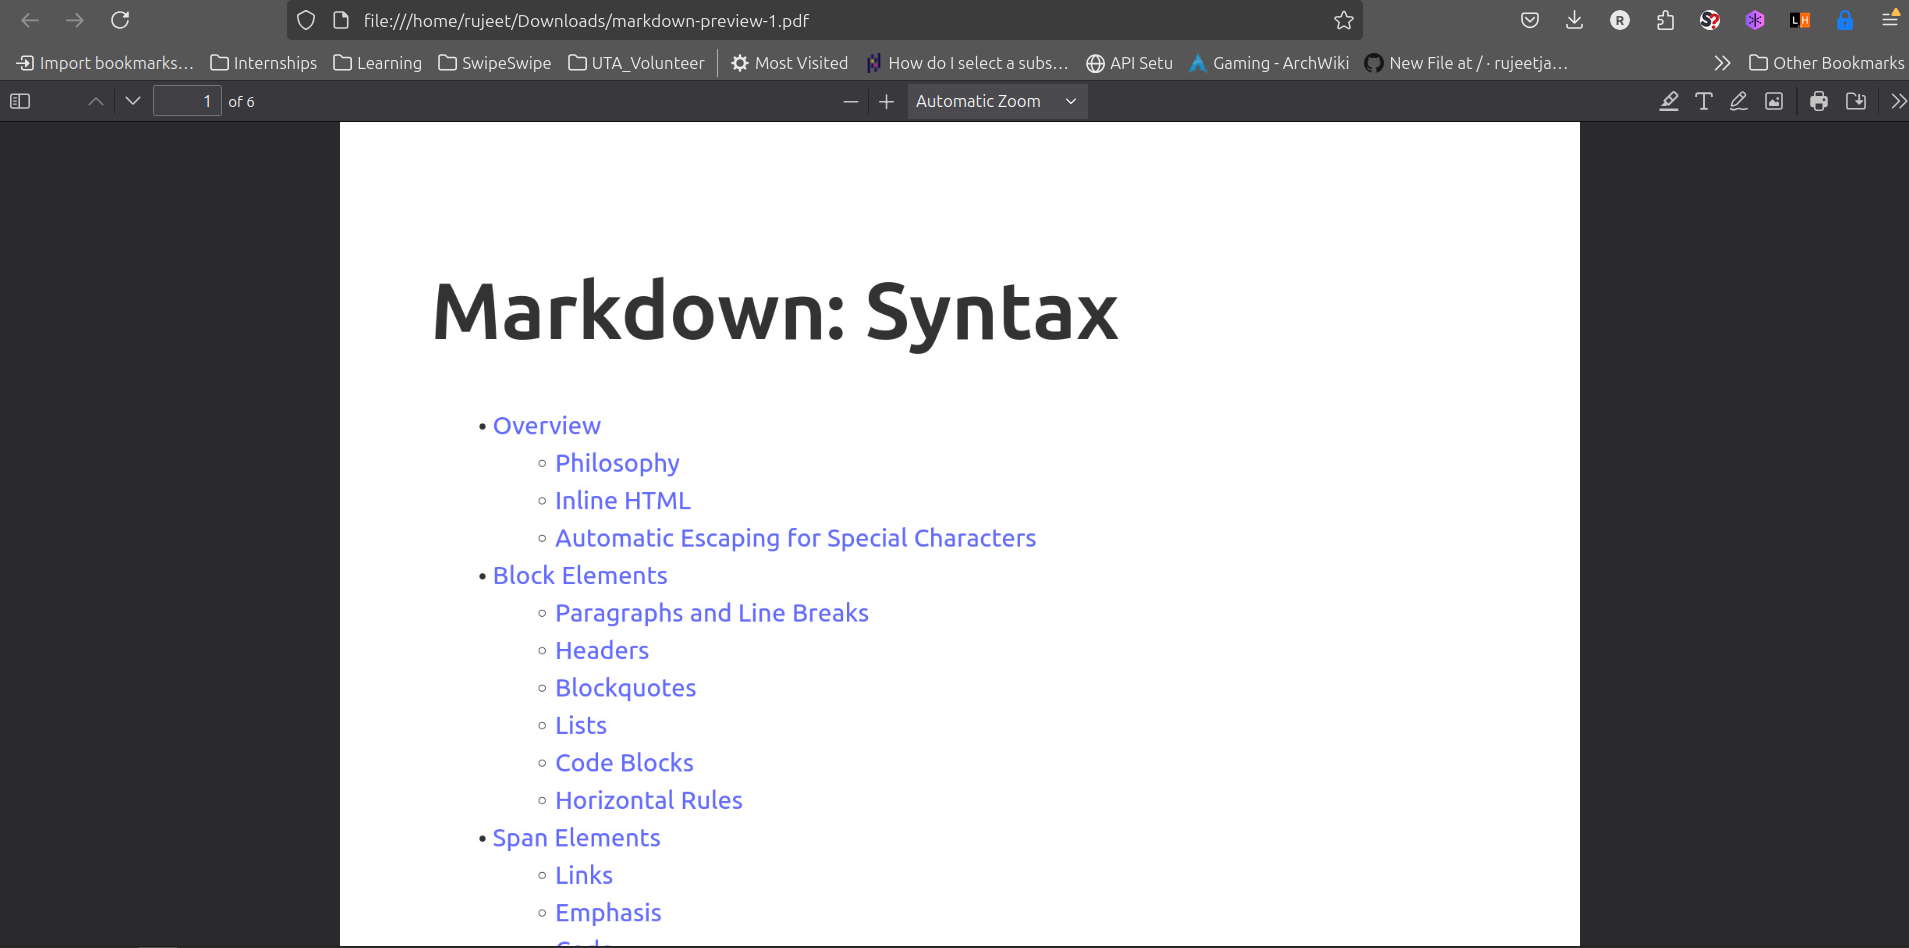 file:///home/rujeet/Downloads/markdown-preview-1.pdf
R
S?
L H
Import bookmarks... Internships Learning SwipeSwipe UTA_Volunteer Most Visited How do I select a subs... API Setu Gaming - ArchWiki New File at / · rujeetja... Other Bookmarks
1 of 6 Automatic Zoom
Markdown: Syntax
• Overview
◦ Philosophy
◦ Inline HTML
◦ Automatic Escaping for Special Characters
• Block Elements
◦ Paragraphs and Line Breaks
◦ Headers
◦ Blockquotes
◦ Lists
◦ Code Blocks
◦ Horizontal Rules
• Span Elements
◦ Links
◦ Emphasis